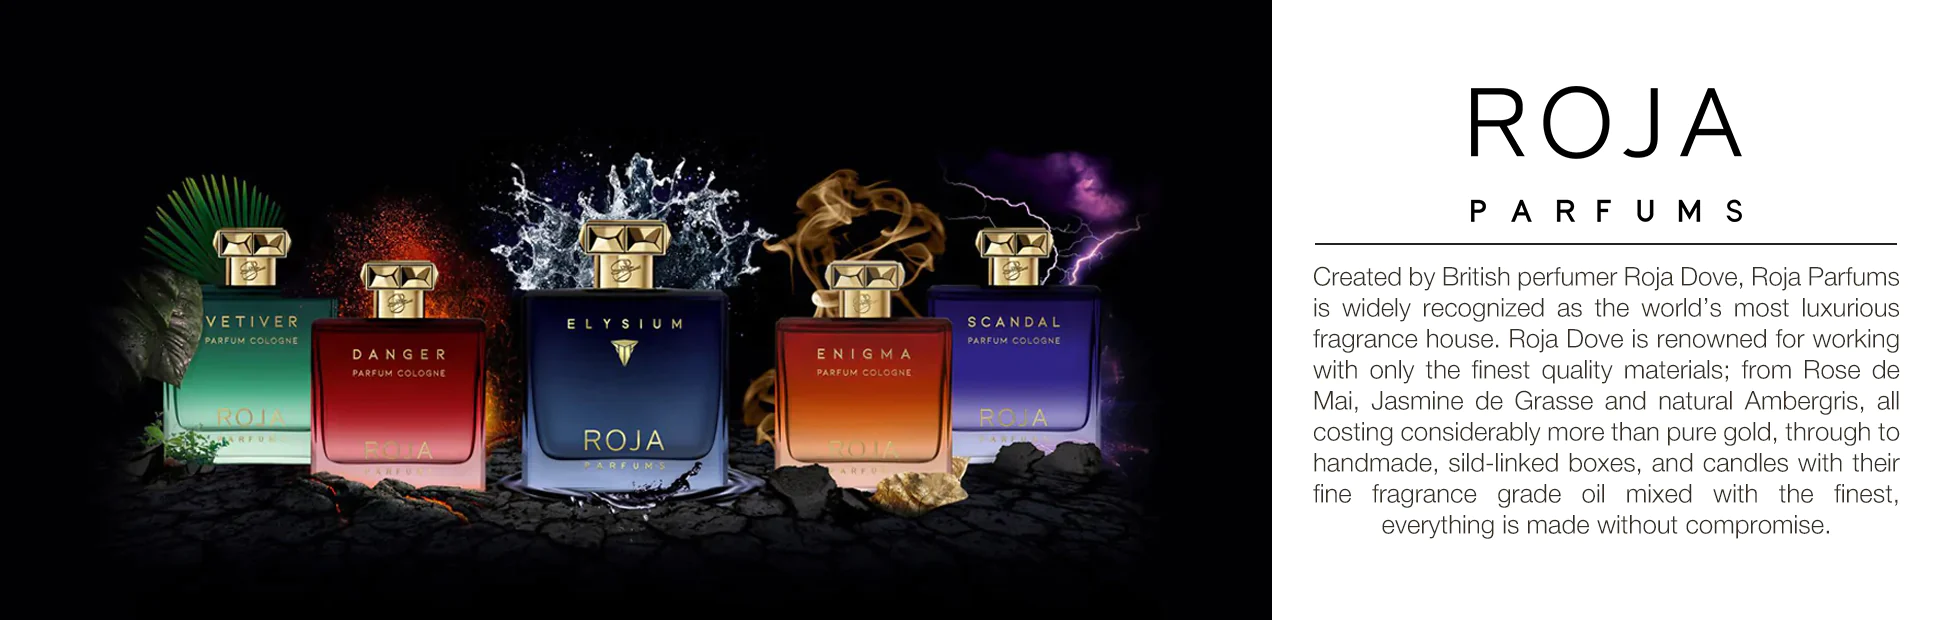 VETIVER
PARFUM COLOGNE
ROJA
PARFUMS
DANGER
PARFUM COLOGNE
ROJA
PARFUMS
ELYSIUM
ROJA
PARFUMS
ENIGMA
PARFUM COLOGNE
ROJA
PARFUMS
SCANDAL
PARFUM COLOGNE
ROJA
PARFUMS
ROJA
PARFUMS
Created by British perfumer Roja Dove, Roja Parfums
is widely recognized as the world’s most luxurious
fragrance house. Roja Dove is renowned for working
with only the finest quality materials; from Rose de
Mai, Jasmine de Grasse and natural Ambergris, all
costing considerably more than pure gold, through to
handmade, sild-linked boxes, and candles with their
fine fragrance grade oil mixed with the finest,
everything is made without compromise.